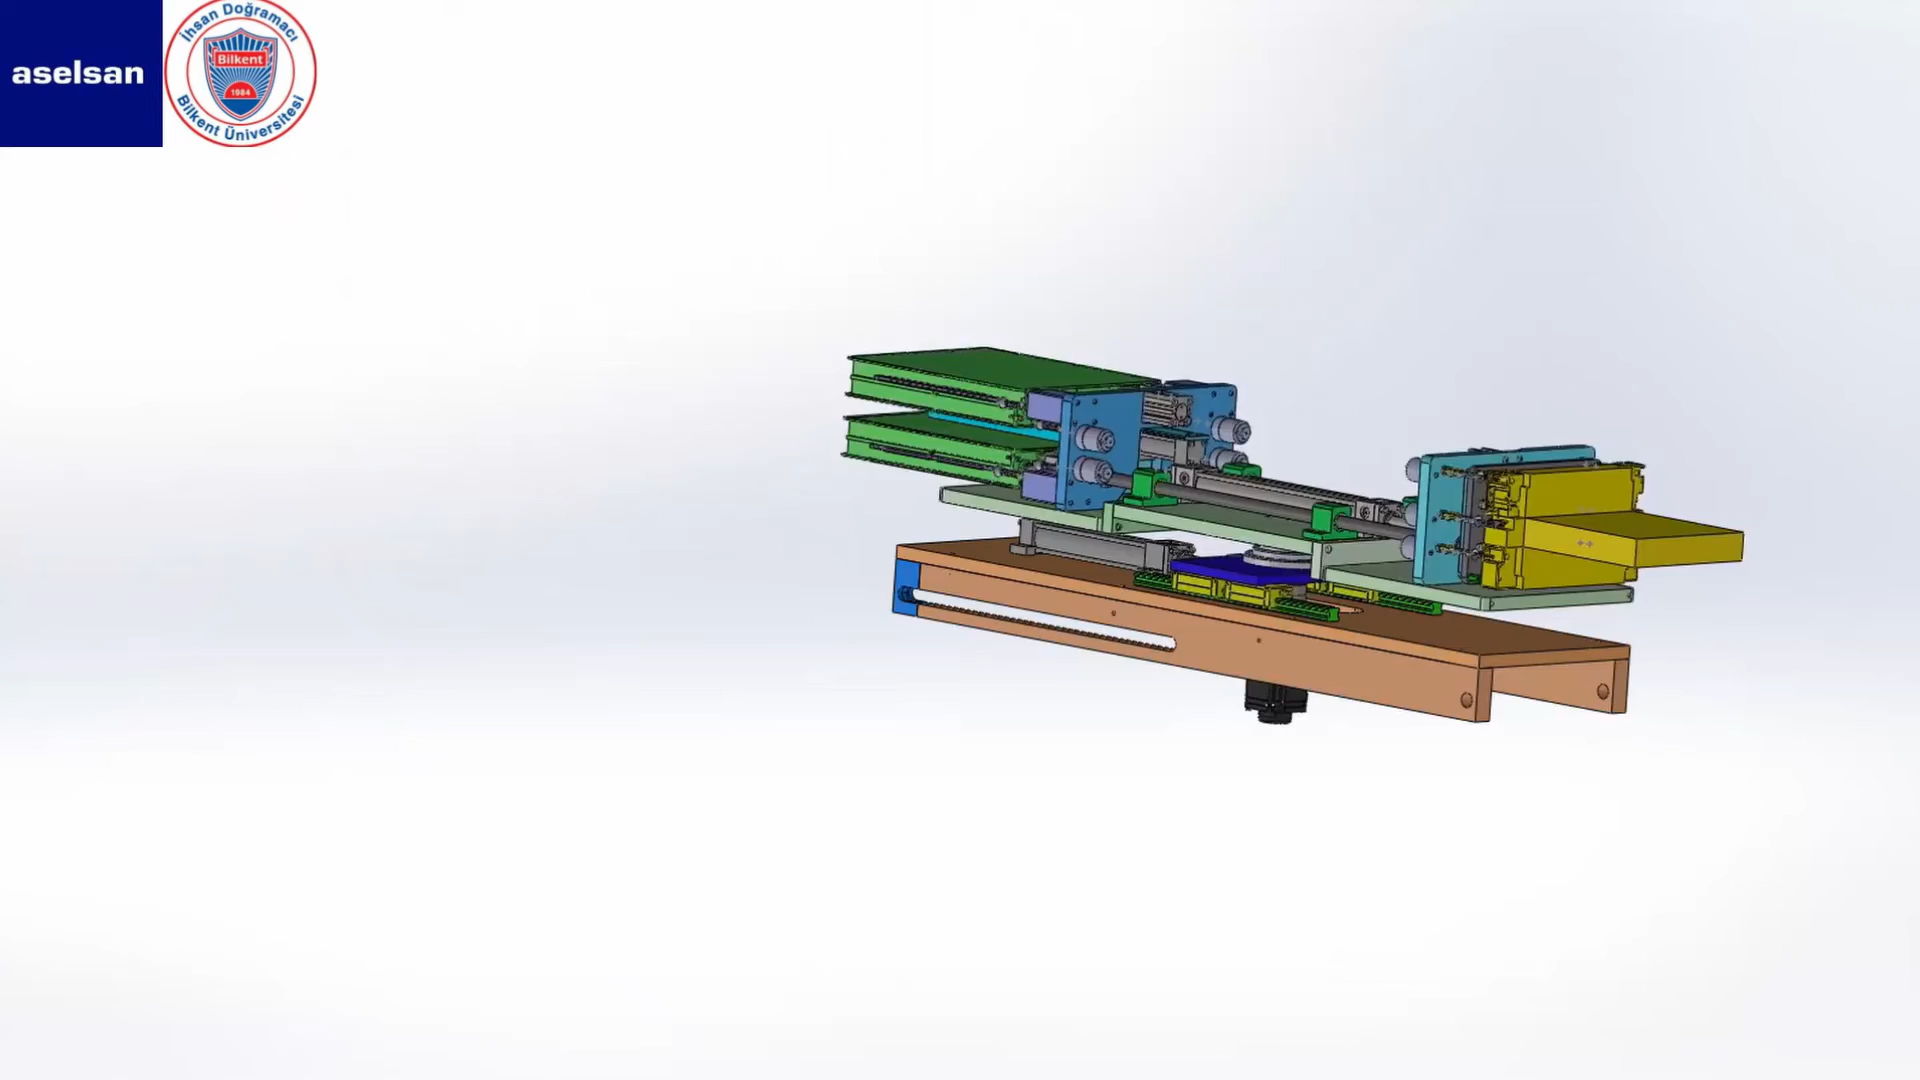 aselsan
İhsan Doğramacı
Bilkent
1984
Bilkent Üniversitesi